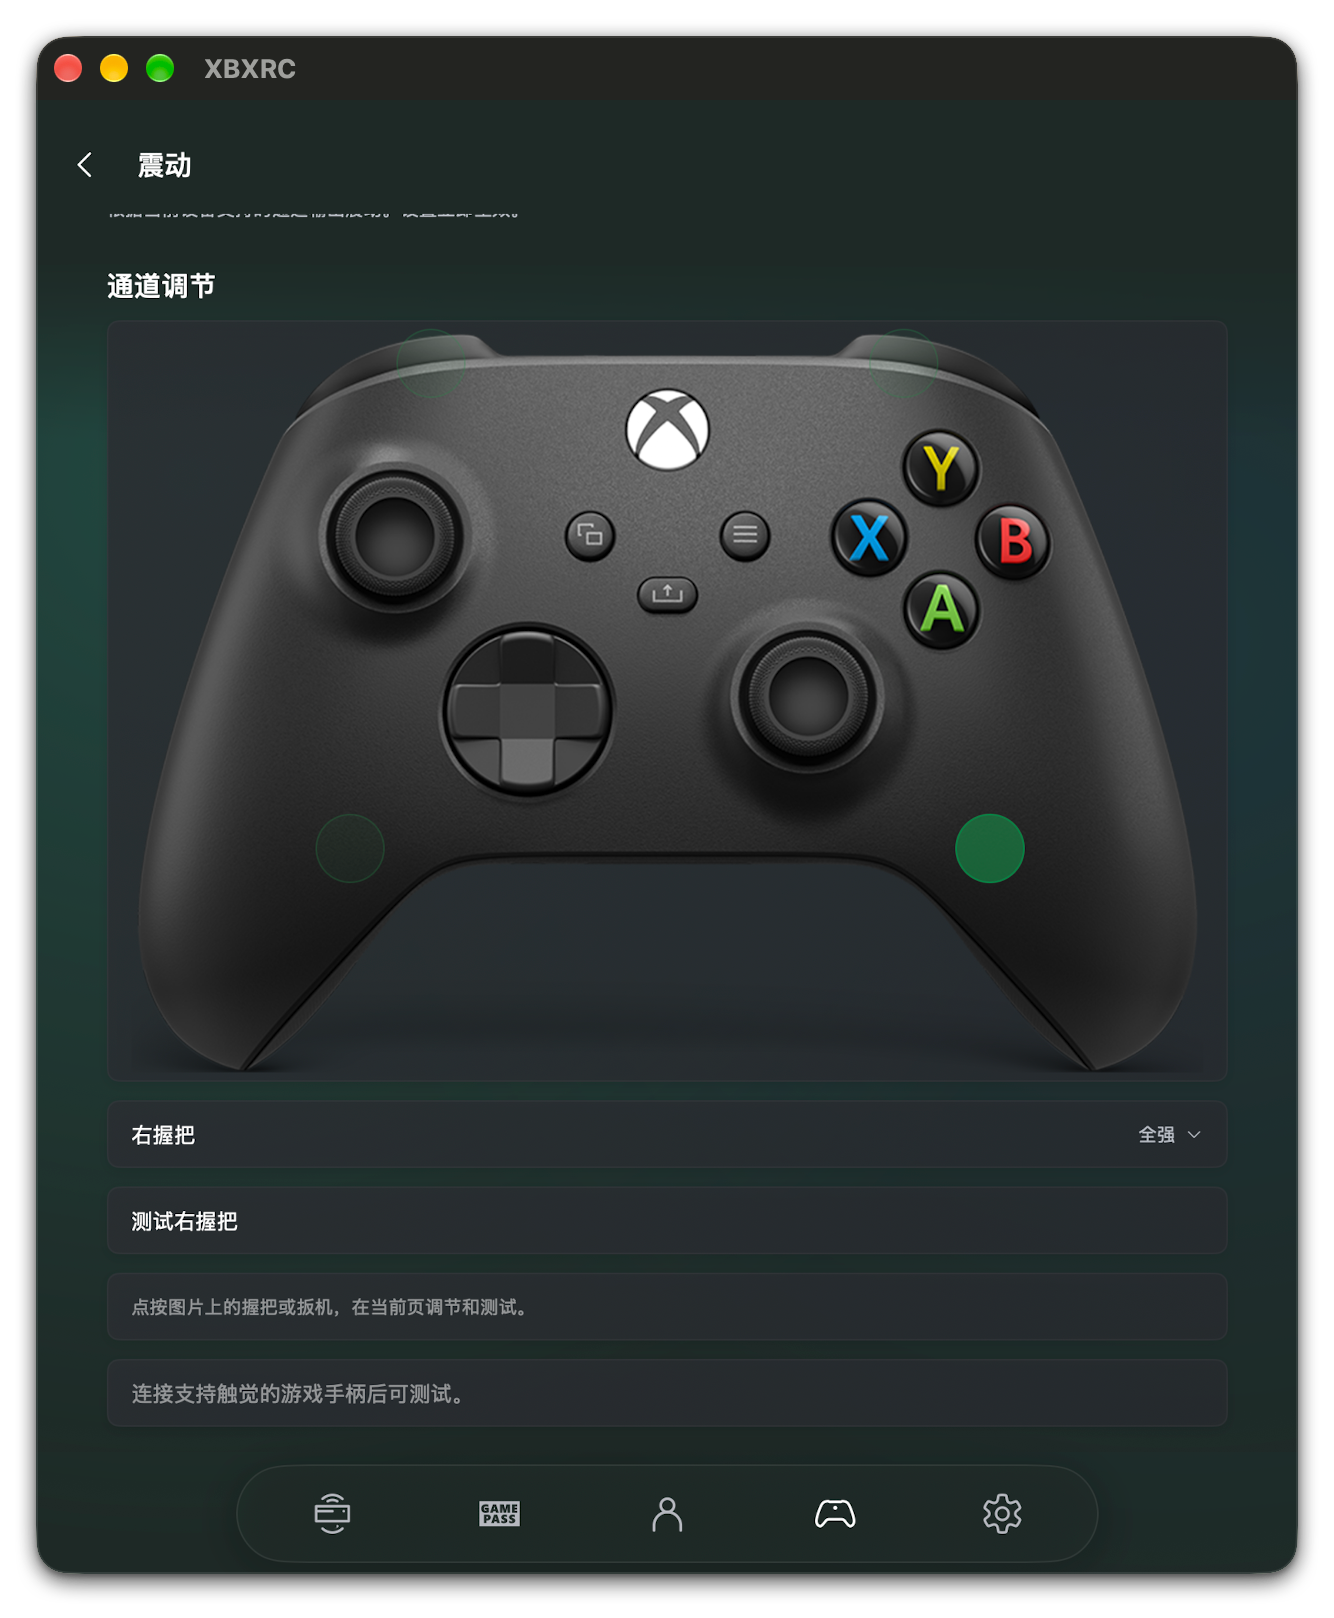 XBXRC
震动
通道调节
Y
X
B
A
右握把
全强
测试右握把
点按图片上的握把或扳机，在当前页调节和测试。
连接支持触觉的游戏手柄后可测试。
GAME
PASS